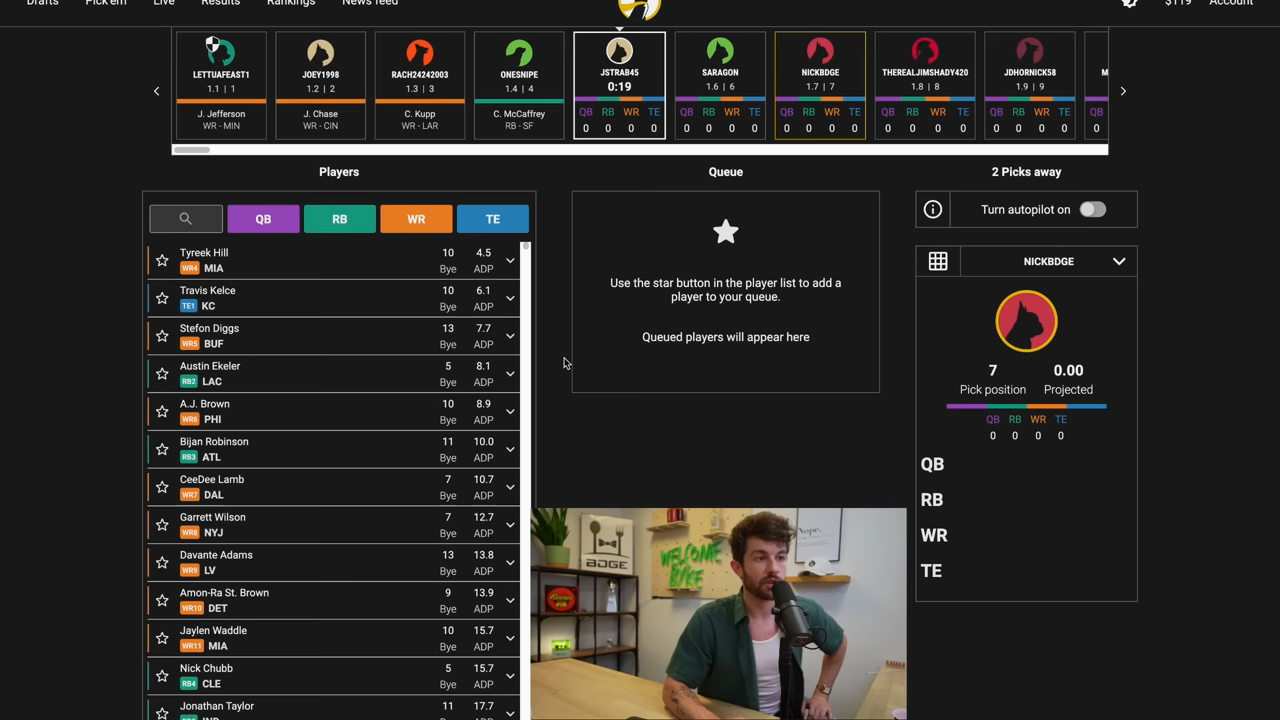 Drafts Pick'em Live Results Rankings News feed $119 Account
LETTUAFEAST1
1.1 | 1
J. Jefferson
WR - MIN
JOEY1998
1.2 | 2
J. Chase
WR - CIN
RACH24242003
1.3 | 3
C. Kupp
WR - LAR
ONESNIPE
1.4 | 4
C. McCaffrey
RB - SF
JSTRAB45
0:19
QB RB WR TE
0 0 0 0
SARAGON
1.6 | 6
QB RB WR TE
0 0 0 0
NICKBDGE
1.7 | 7
QB RB WR TE
0 0 0 0
THEREALJIMSHADY420
1.8 | 8
QB RB WR TE
0 0 0 0
JDHORNICK58
1.9 | 9
QB RB WR TE
0 0 0 0
M
QB
0
Players
QB RB WR TE
Tyreek Hill 10 4.5
WR4 MIA Bye ADP
Travis Kelce 10 6.1
TE1 KC Bye ADP
Stefon Diggs 13 7.7
WR5 BUF Bye ADP
Austin Ekeler 5 8.1
RB2 LAC Bye ADP
A.J. Brown 10 8.9
WR6 PHI Bye ADP
Bijan Robinson 11 10.0
RB3 ATL Bye ADP
CeeDee Lamb 7 10.7
WR7 DAL Bye ADP
Garrett Wilson 7 12.7
WR8 NYJ Bye ADP
Davante Adams 13 13.8
WR9 LV Bye ADP
Amon-Ra St. Brown 9 13.9
WR10 DET Bye ADP
Jaylen Waddle 10 15.7
WR11 MIA Bye ADP
Nick Chubb 5 15.7
RB4 CLE Bye ADP
Jonathan Taylor 11 17.7
Bye ADP
Queue
Use the star button in the player list to add a
player to your queue.
Queued players will appear here
2 Picks away
Turn autopilot on
NICKBDGE
7 0.00
Pick position Projected
QB RB WR TE
0 0 0 0
QB
RB
WR
TE
BDGE
WELCOME
Nope.